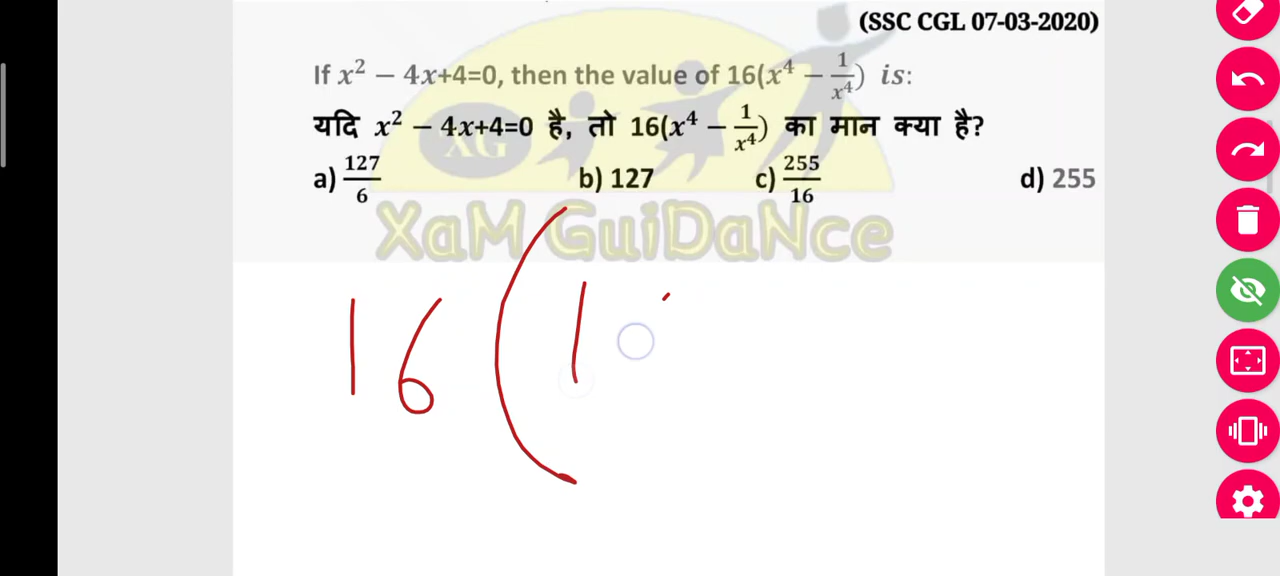 (SSC CGL 07-03-2020)
If x² − 4x+4=0, then the value of 16(x⁴ − 1/x⁴) is:
यदि x² − 4x+4=0 है, तो 16(x⁴ − 1/x⁴) का मान क्या है?
a) 127/6 b) 127 c) 255/16 d) 255
XG
XaM GuiDaNce
16 ( 1